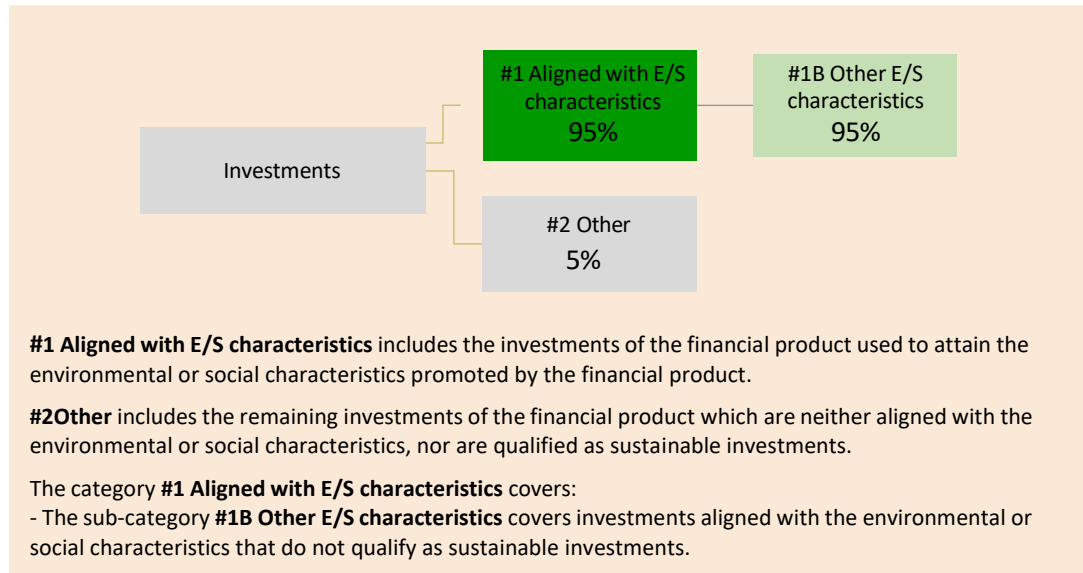 #1 Aligned with E/S
characteristics
95%
#1B Other E/S
characteristics
95%
Investments
#2 Other
5%
#1 Aligned with E/S characteristics includes the investments of the financial product used to attain the
environmental or social characteristics promoted by the financial product.
#2Other includes the remaining investments of the financial product which are neither aligned with the
environmental or social characteristics, nor are qualified as sustainable investments.
The category #1 Aligned with E/S characteristics covers:
- The sub-category #1B Other E/S characteristics covers investments aligned with the environmental or
social characteristics that do not qualify as sustainable investments.